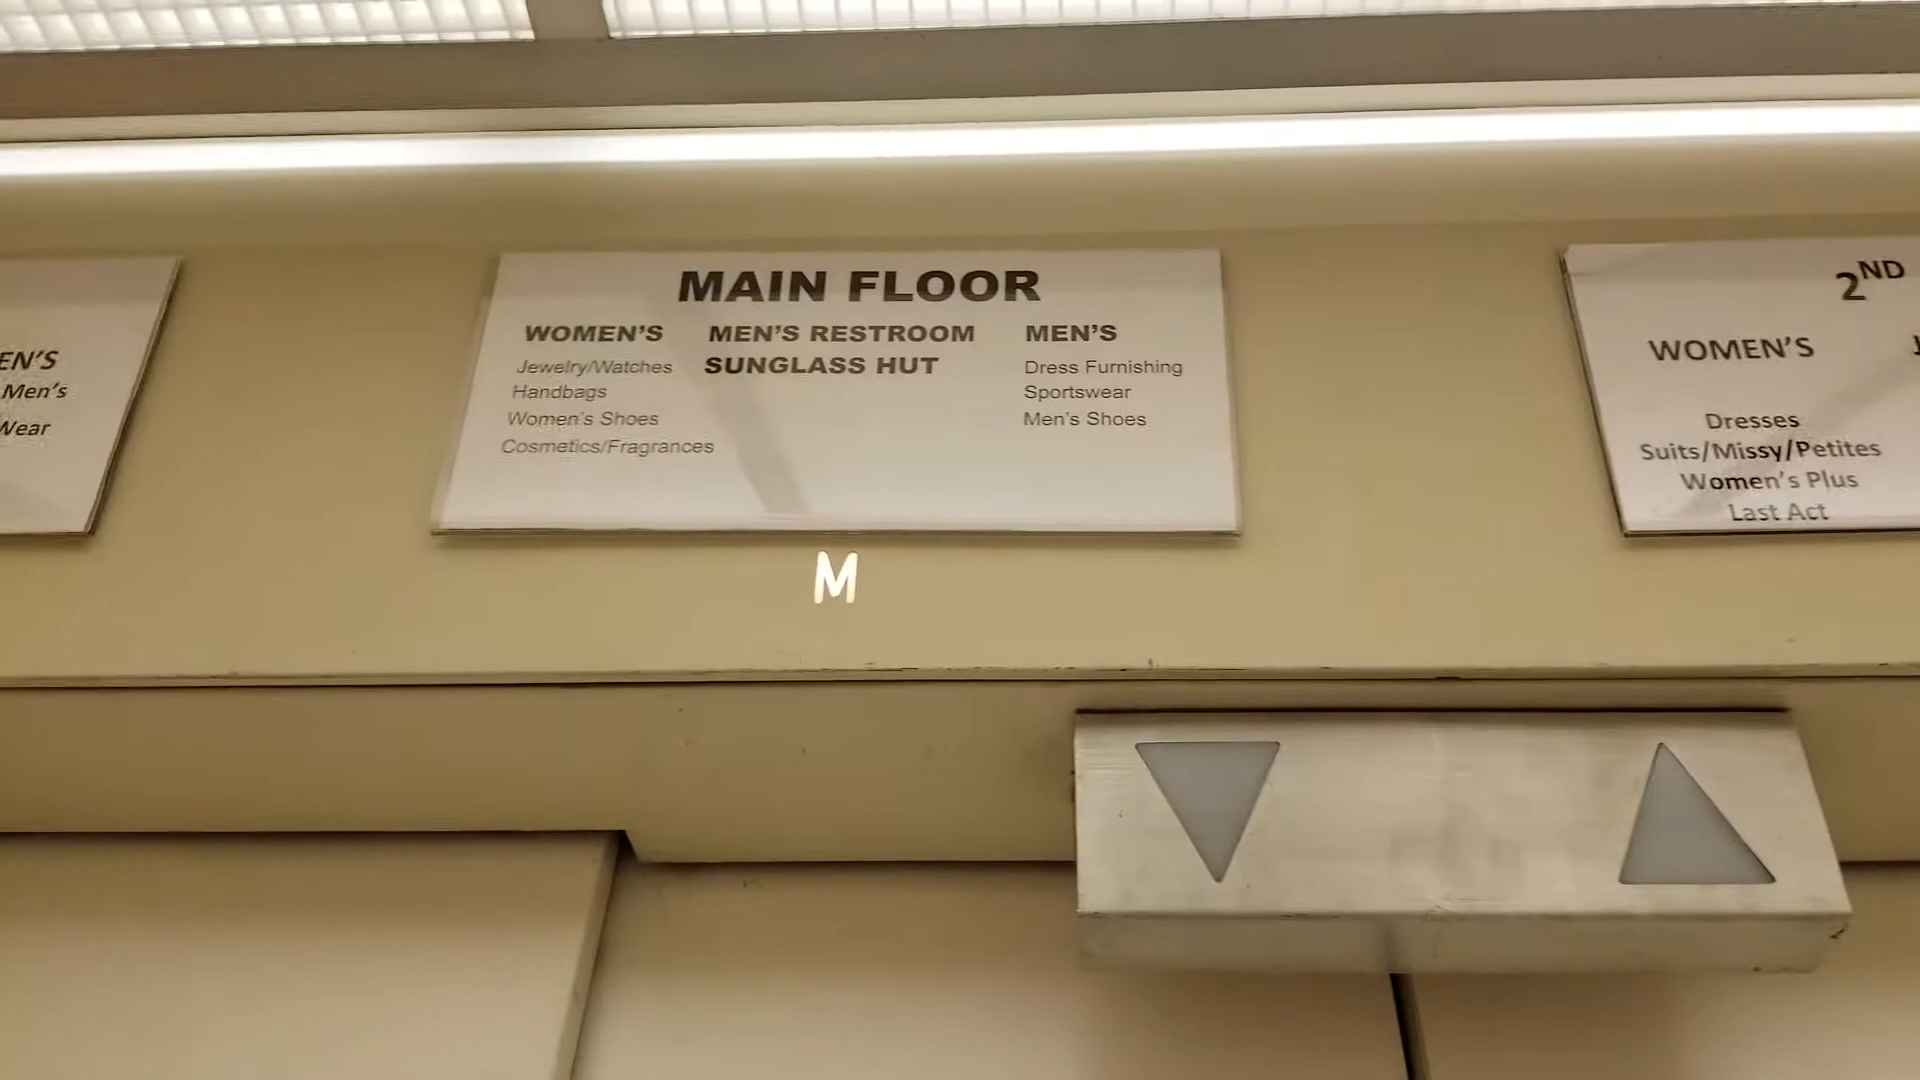 EN'S
Men's
Wear
MAIN FLOOR
WOMEN'S
Jewelry/Watches
Handbags
Women's Shoes
Cosmetics/Fragrances
MEN'S RESTROOM
SUNGLASS HUT
MEN'S
Dress Furnishing
Sportswear
Men's Shoes
M
2ND
WOMEN'S
Dresses
Suits/Missy/Petites
Women's Plus
Last Act